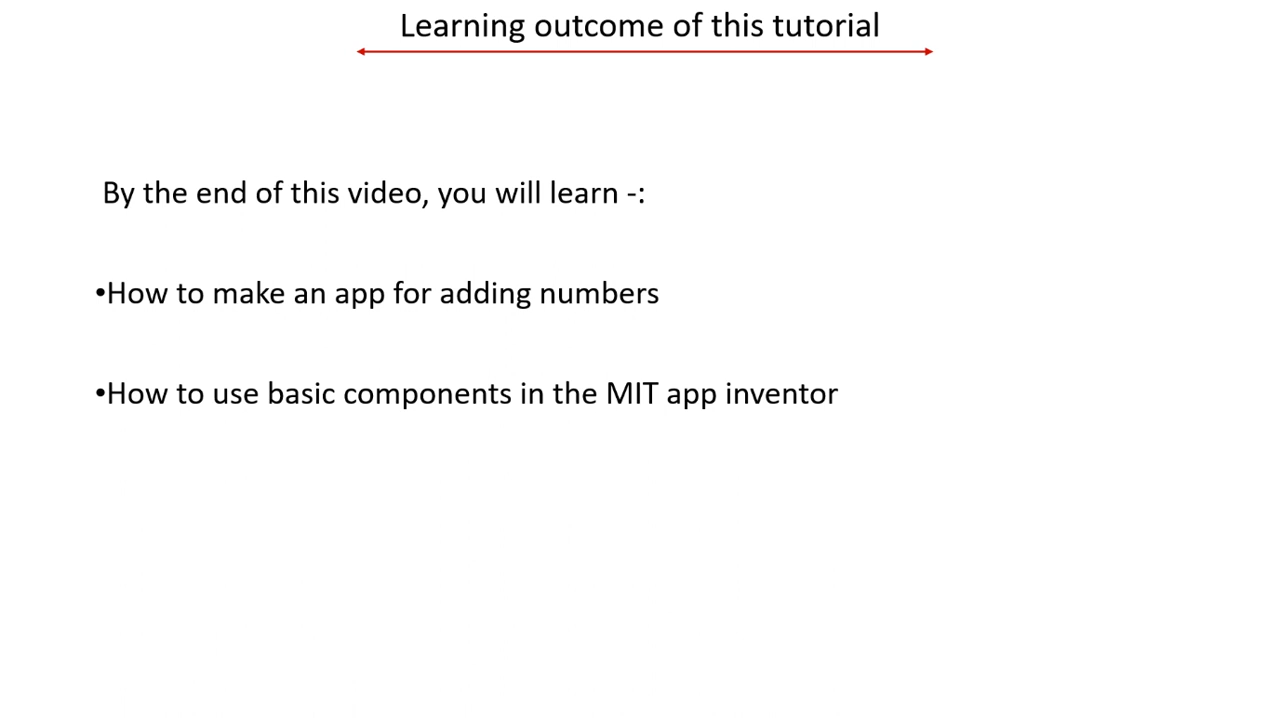 Learning outcome of this tutorial
By the end of this video, you will learn -:
•How to make an app for adding numbers
•How to use basic components in the MIT app inventor